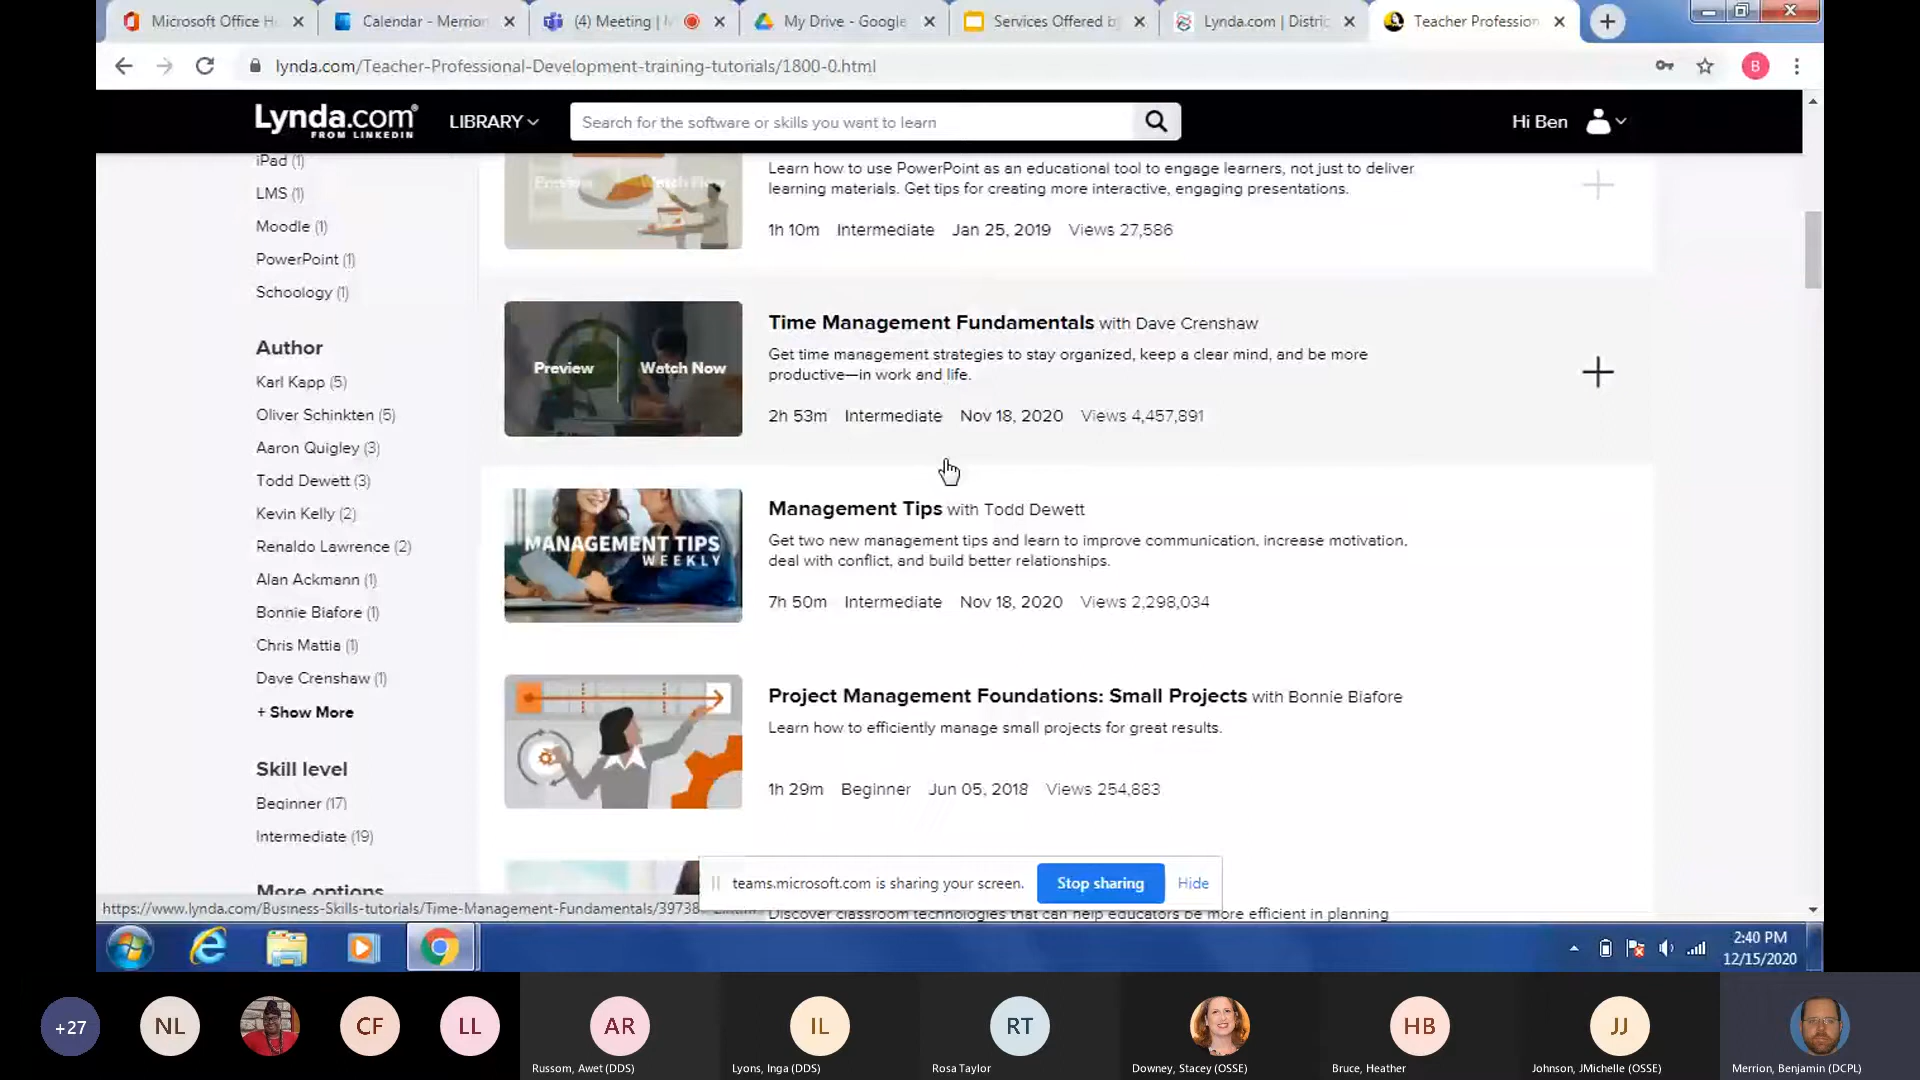 Microsoft Office H
Calendar - Merrion
(4) Meeting |
My Drive - Google
Services Offered b
Lynda.com | Distric
Teacher Profession
lynda.com/Teacher-Professional-Development-training-tutorials/1800-0.html
B
Lynda.com
FROM LINKEDIN
LIBRARY
Search for the software or skills you want to learn
Hi Ben
iPad (1)
LMS (1)
Moodle (1)
PowerPoint (1)
Schoology (1)
Author
Karl Kapp (5)
Oliver Schinkten (5)
Aaron Quigley (3)
Todd Dewett (3)
Kevin Kelly (2)
Renaldo Lawrence (2)
Alan Ackmann (1)
Bonnie Biafore (1)
Chris Mattia (1)
Dave Crenshaw (1)
+ Show More
Skill level
Beginner (17)
Intermediate (19)
More options
Preview Watch Now
Learn how to use PowerPoint as an educational tool to engage learners, not just to deliver
learning materials. Get tips for creating more interactive, engaging presentations.
1h 10m Intermediate Jan 25, 2019 Views 27,586
Preview Watch Now
Time Management Fundamentals with Dave Crenshaw
Get time management strategies to stay organized, keep a clear mind, and be more
productive—in work and life.
2h 53m Intermediate Nov 18, 2020 Views 4,457,891
MANAGEMENT TIPS
WEEKLY
Management Tips with Todd Dewett
Get two new management tips and learn to improve communication, increase motivation,
deal with conflict, and build better relationships.
7h 50m Intermediate Nov 18, 2020 Views 2,298,034
Project Management Foundations: Small Projects with Bonnie Biafore
Learn how to efficiently manage small projects for great results.
1h 29m Beginner Jun 05, 2018 Views 254,883
teams.microsoft.com is sharing your screen.
Stop sharing
Hide
https://www.lynda.com/Business-Skills-tutorials/Time-Management-Fundamentals/39738
Discover classroom technologies that can help educators be more efficient in planning
2:40 PM
12/15/2020
+27
NL
CF
LL
AR
IL
RT
HB
JJ
Russom, Awet (DDS)
Lyons, Inga (DDS)
Rosa Taylor
Downey, Stacey (OSSE)
Bruce, Heather
Johnson, JMichelle (OSSE)
Merrion, Benjamin (DCPL)